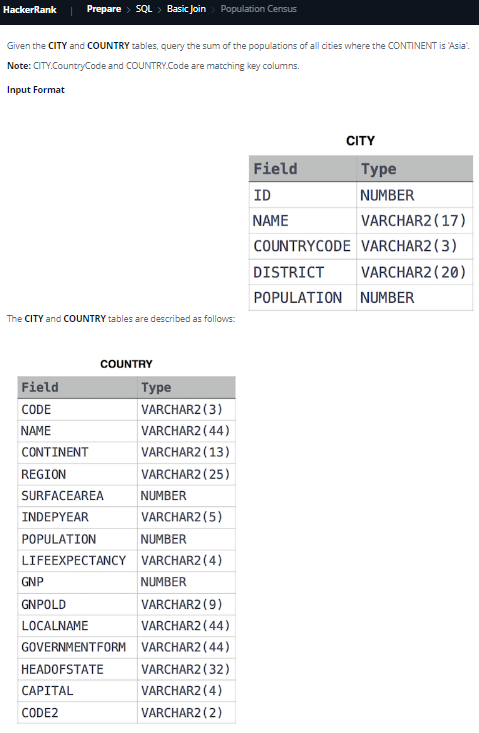 HackerRank | Prepare > SQL > Basic Join > Population Census
Given the CITY and COUNTRY tables, query the sum of the populations of all cities where the CONTINENT is 'Asia'.
Note: CITY.CountryCode and COUNTRY.Code are matching key columns.
Input Format
CITY
Field Type
ID NUMBER
NAME VARCHAR2(17)
COUNTRYCODE VARCHAR2(3)
DISTRICT VARCHAR2(20)
POPULATION NUMBER
The CITY and COUNTRY tables are described as follows:
COUNTRY
Field Type
CODE VARCHAR2(3)
NAME VARCHAR2(44)
CONTINENT VARCHAR2(13)
REGION VARCHAR2(25)
SURFACEAREA NUMBER
INDEPYEAR VARCHAR2(5)
POPULATION NUMBER
LIFEEXPECTANCY VARCHAR2(4)
GNP NUMBER
GNPOLD VARCHAR2(9)
LOCALNAME VARCHAR2(44)
GOVERNMENTFORM VARCHAR2(44)
HEADOFSTATE VARCHAR2(32)
CAPITAL VARCHAR2(4)
CODE2 VARCHAR2(2)